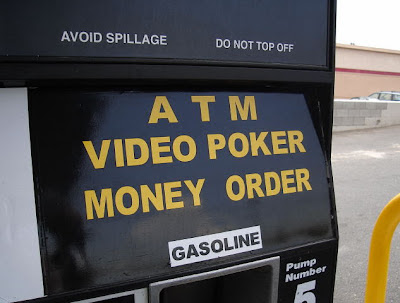 AVOID SPILLAGE DO NOT TOP OFF
ATM
VIDEO POKER
MONEY ORDER
GASOLINE
Pump
Number
5